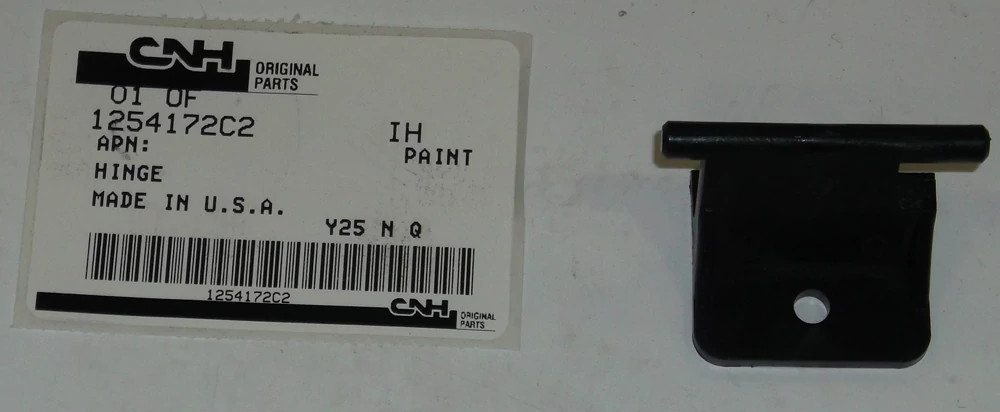 CNH ORIGINAL PARTS
01 OF
1254172C2 IH
APN: PAINT
HINGE
MADE IN U.S.A.
Y25 N Q
1254172C2
CNH ORIGINAL PARTS